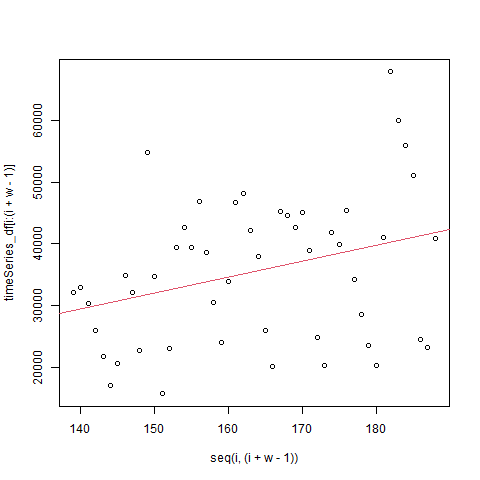 timeSeries_df[i:(i + w - 1)]
60000
50000
40000
30000
20000
140 150 160 170 180
seq(i, (i + w - 1))